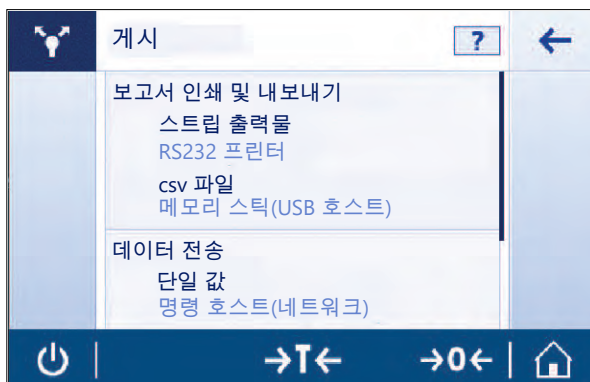 게시
?
보고서 인쇄 및 내보내기
스트립 출력물
RS232 프린터
csv 파일
메모리 스틱(USB 호스트)
데이터 전송
단일 값
명령 호스트(네트워크)
→T← →0←